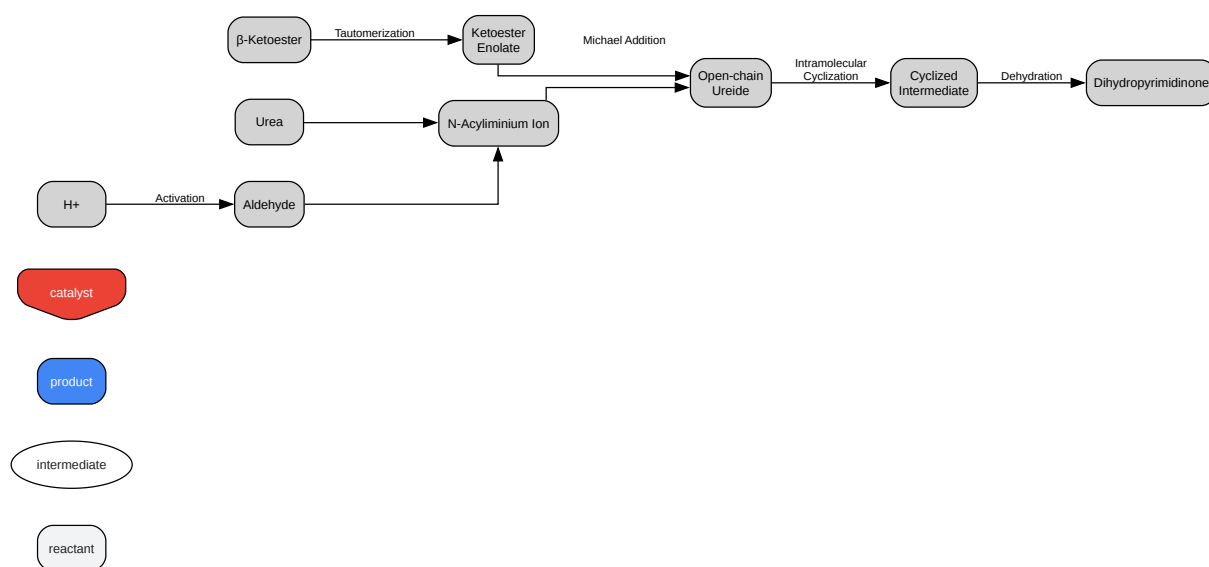 β-Ketoester
Tautomerization
Ketoester
Enolate
Michael Addition
Open-chain
Ureide
Intramolecular
Cyclization
Cyclized
Intermediate
Dehydration
Dihydropyrimidinone
Urea
N-Acyliminium Ion
H+
Activation
Aldehyde
catalyst
product
intermediate
reactant